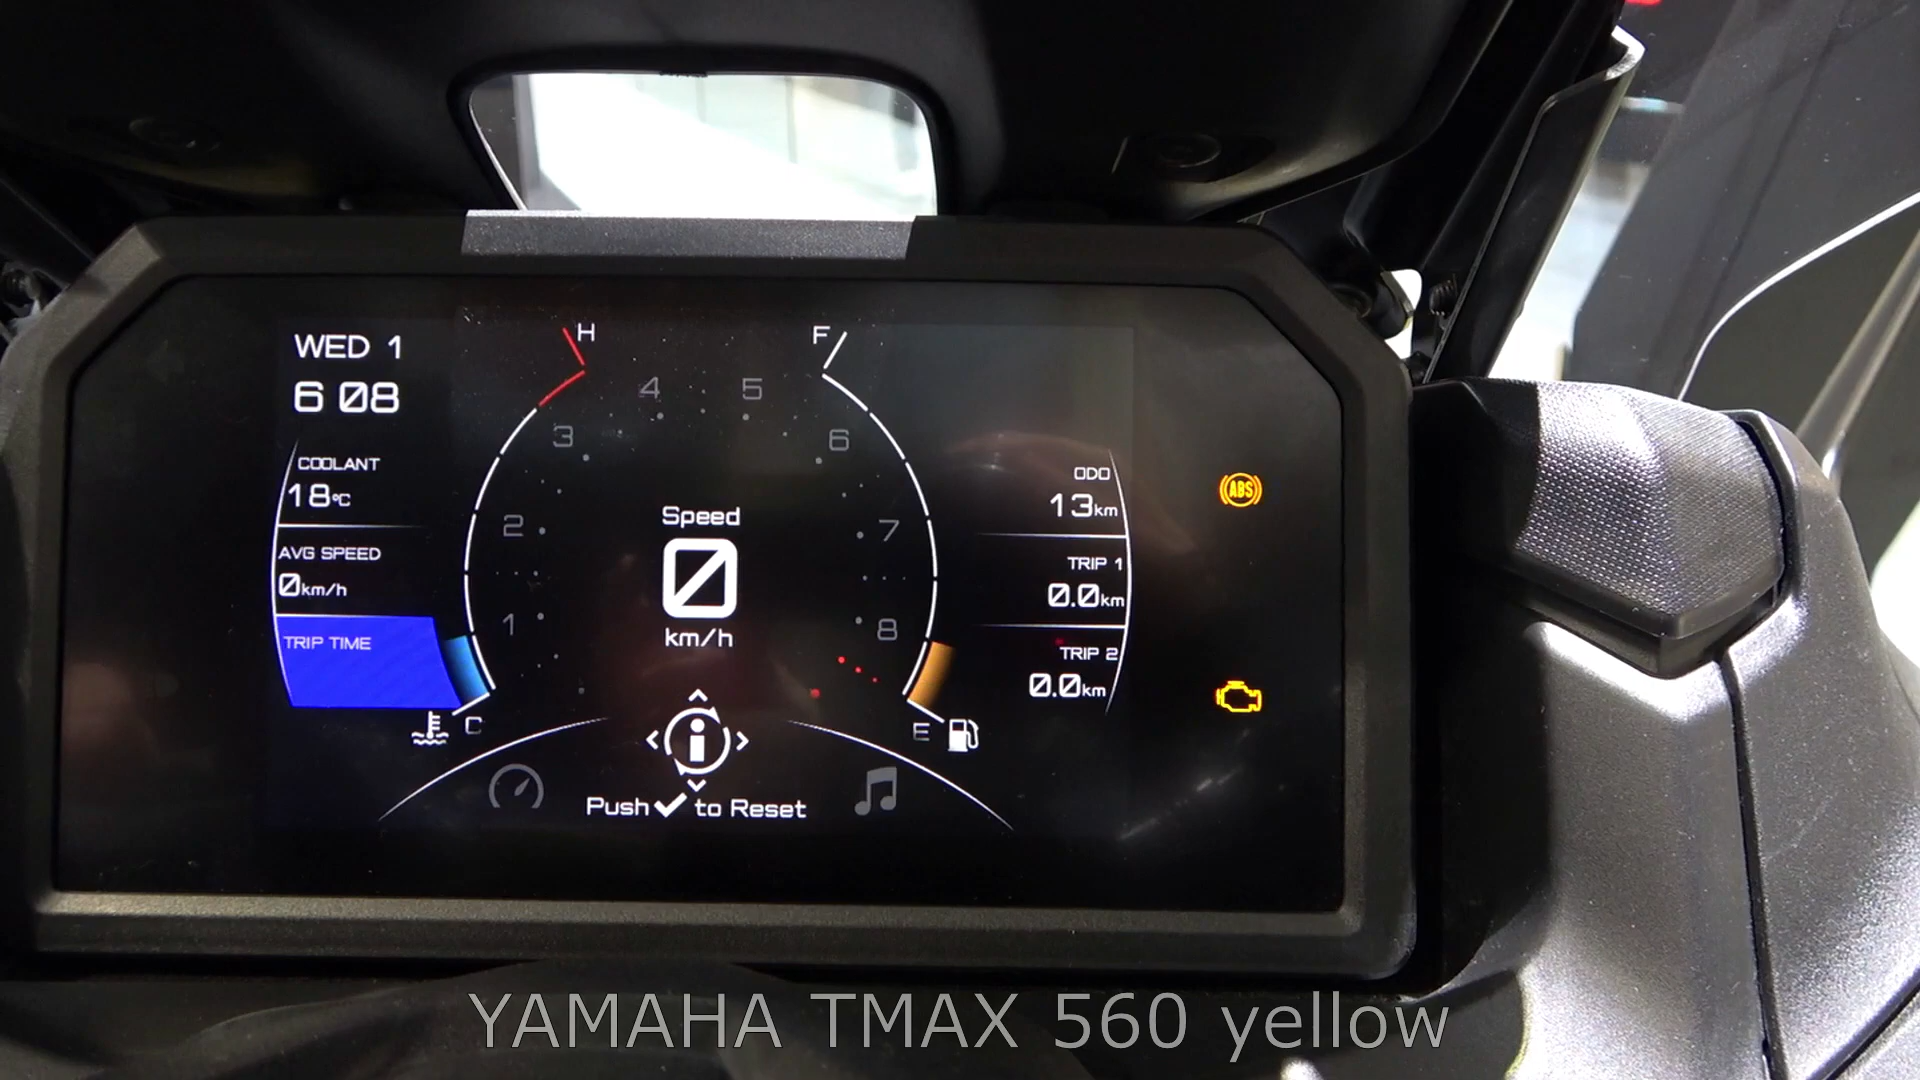 WED 1
6 08
COOLANT
18°C
AVG SPEED
0km/h
TRIP TIME
H
F
1
2
3
4
5
6
7
8
C
E
Speed
0
km/h
Push ✓ to Reset
ODO
13km
TRIP 1
0.0km
TRIP 2
0.0km
ABS
YAMAHA TMAX 560 yellow